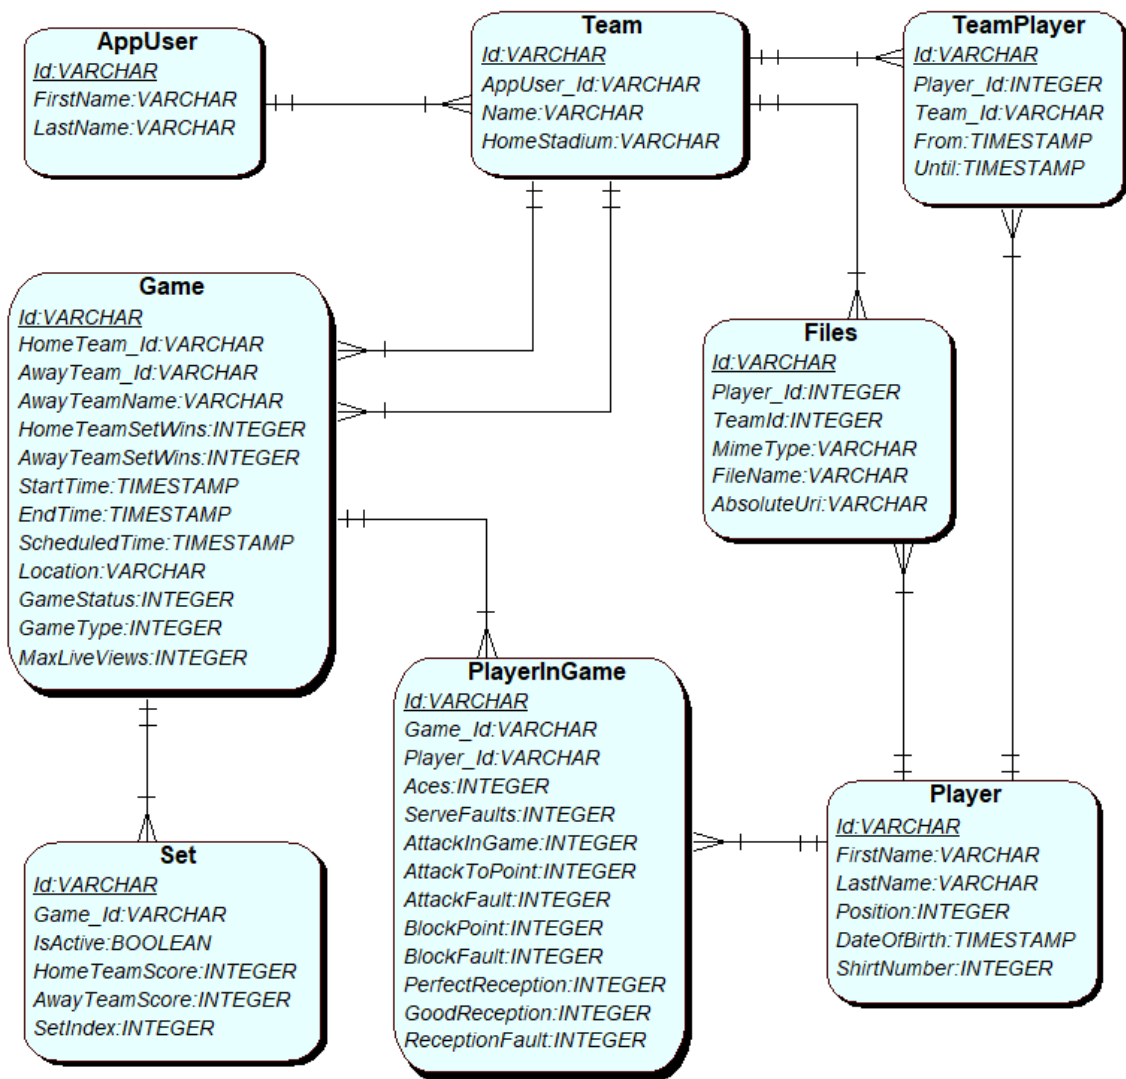 AppUser
Id:VARCHAR
FirstName:VARCHAR
LastName:VARCHAR
Team
Id:VARCHAR
AppUser_Id:VARCHAR
Name:VARCHAR
HomeStadium:VARCHAR
TeamPlayer
Id:VARCHAR
Player_Id:INTEGER
Team_Id:VARCHAR
From:TIMESTAMP
Until:TIMESTAMP
Game
Id:VARCHAR
HomeTeam_Id:VARCHAR
AwayTeam_Id:VARCHAR
AwayTeamName:VARCHAR
HomeTeamSetWins:INTEGER
AwayTeamSetWins:INTEGER
StartTime:TIMESTAMP
EndTime:TIMESTAMP
ScheduledTime:TIMESTAMP
Location:VARCHAR
GameStatus:INTEGER
GameType:INTEGER
MaxLiveViews:INTEGER
Files
Id:VARCHAR
Player_Id:INTEGER
TeamId:INTEGER
MimeType:VARCHAR
FileName:VARCHAR
AbsoluteUri:VARCHAR
PlayerInGame
Id:VARCHAR
Game_Id:VARCHAR
Player_Id:VARCHAR
Aces:INTEGER
ServeFaults:INTEGER
AttackInGame:INTEGER
AttackToPoint:INTEGER
AttackFault:INTEGER
BlockPoint:INTEGER
BlockFault:INTEGER
PerfectReception:INTEGER
GoodReception:INTEGER
ReceptionFault:INTEGER
Player
Id:VARCHAR
FirstName:VARCHAR
LastName:VARCHAR
Position:INTEGER
DateOfBirth:TIMESTAMP
ShirtNumber:INTEGER
Set
Id:VARCHAR
Game_Id:VARCHAR
IsActive:BOOLEAN
HomeTeamScore:INTEGER
AwayTeamScore:INTEGER
SetIndex:INTEGER